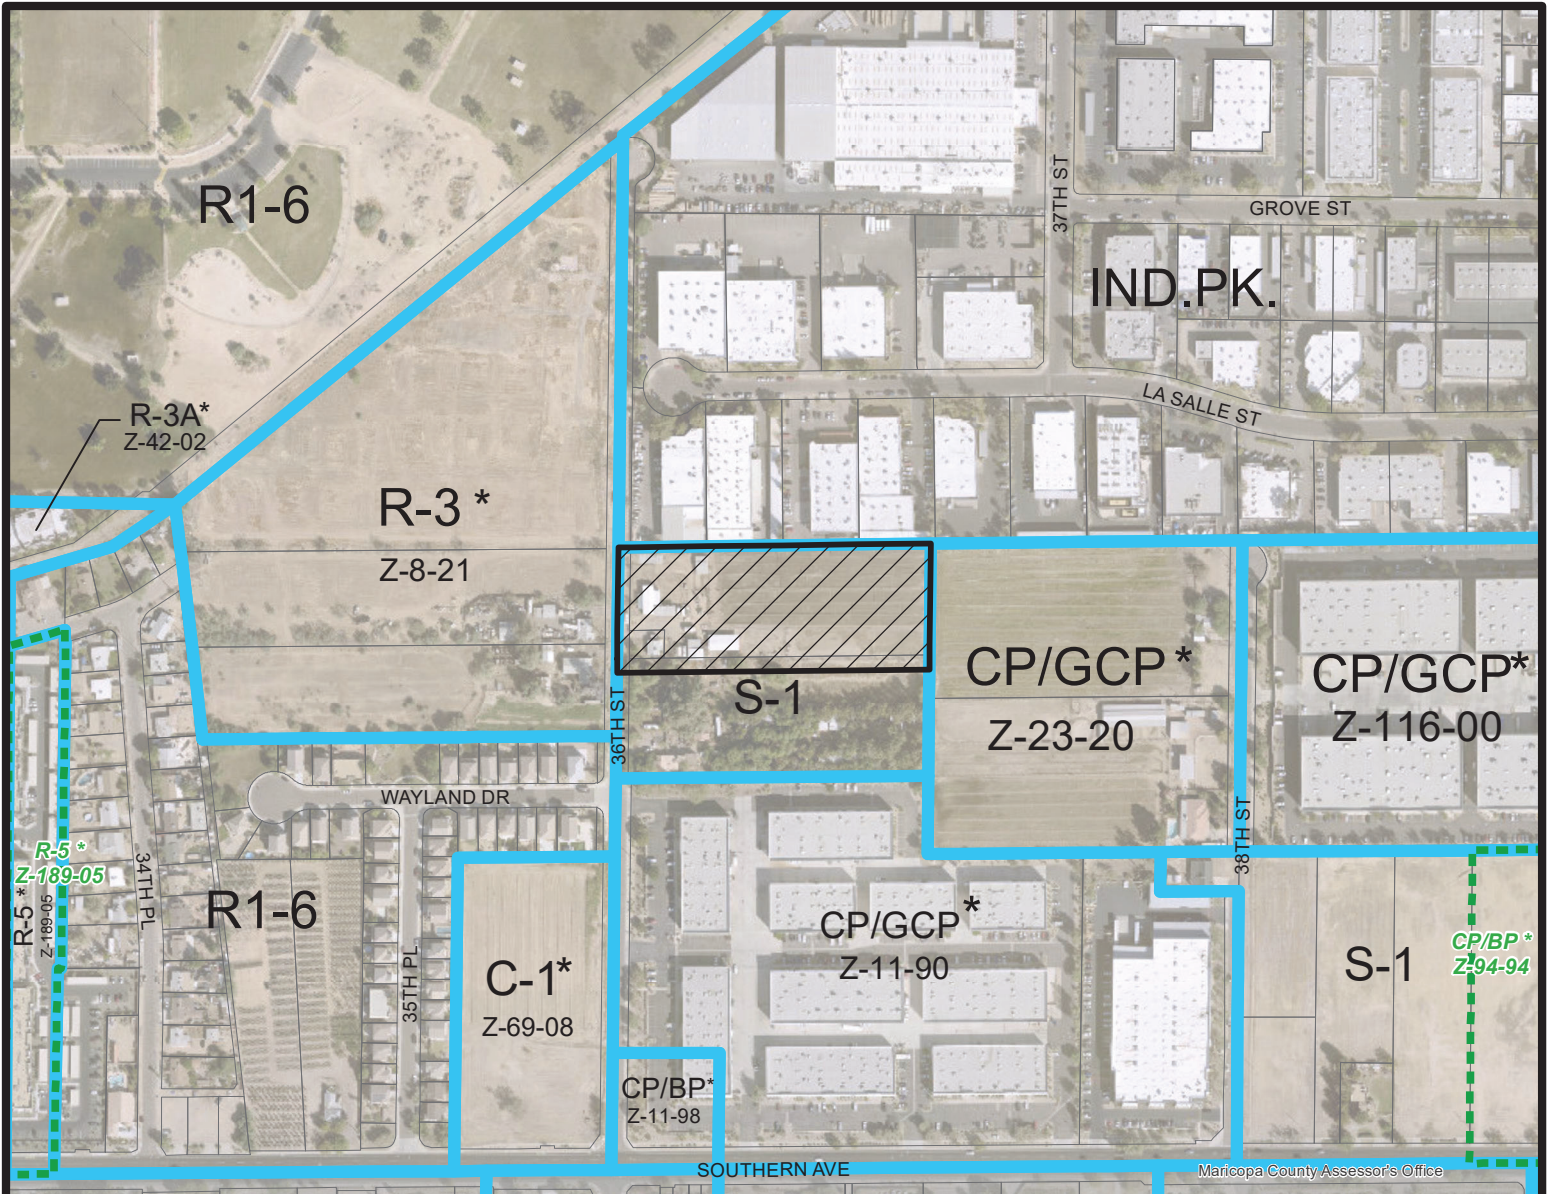 R1-6
37TH ST
GROVE ST
IND.PK.
LA SALLE ST
R-3A*
Z-42-02
R-3 *
Z-8-21
CP/GCP *
Z-23-20
CP/GCP*
Z-116-00
S-1
36TH ST
WAYLAND DR
38TH ST
R-5 *
Z-189-05
R-5 *
Z-189-05
34TH PL
R1-6
35TH PL
C-1*
Z-69-08
CP/GCP*
Z-11-90
S-1
CP/BP *
Z-94-94
CP/BP*
Z-11-98
SOUTHERN AVE
Maricopa County Assessor's Office